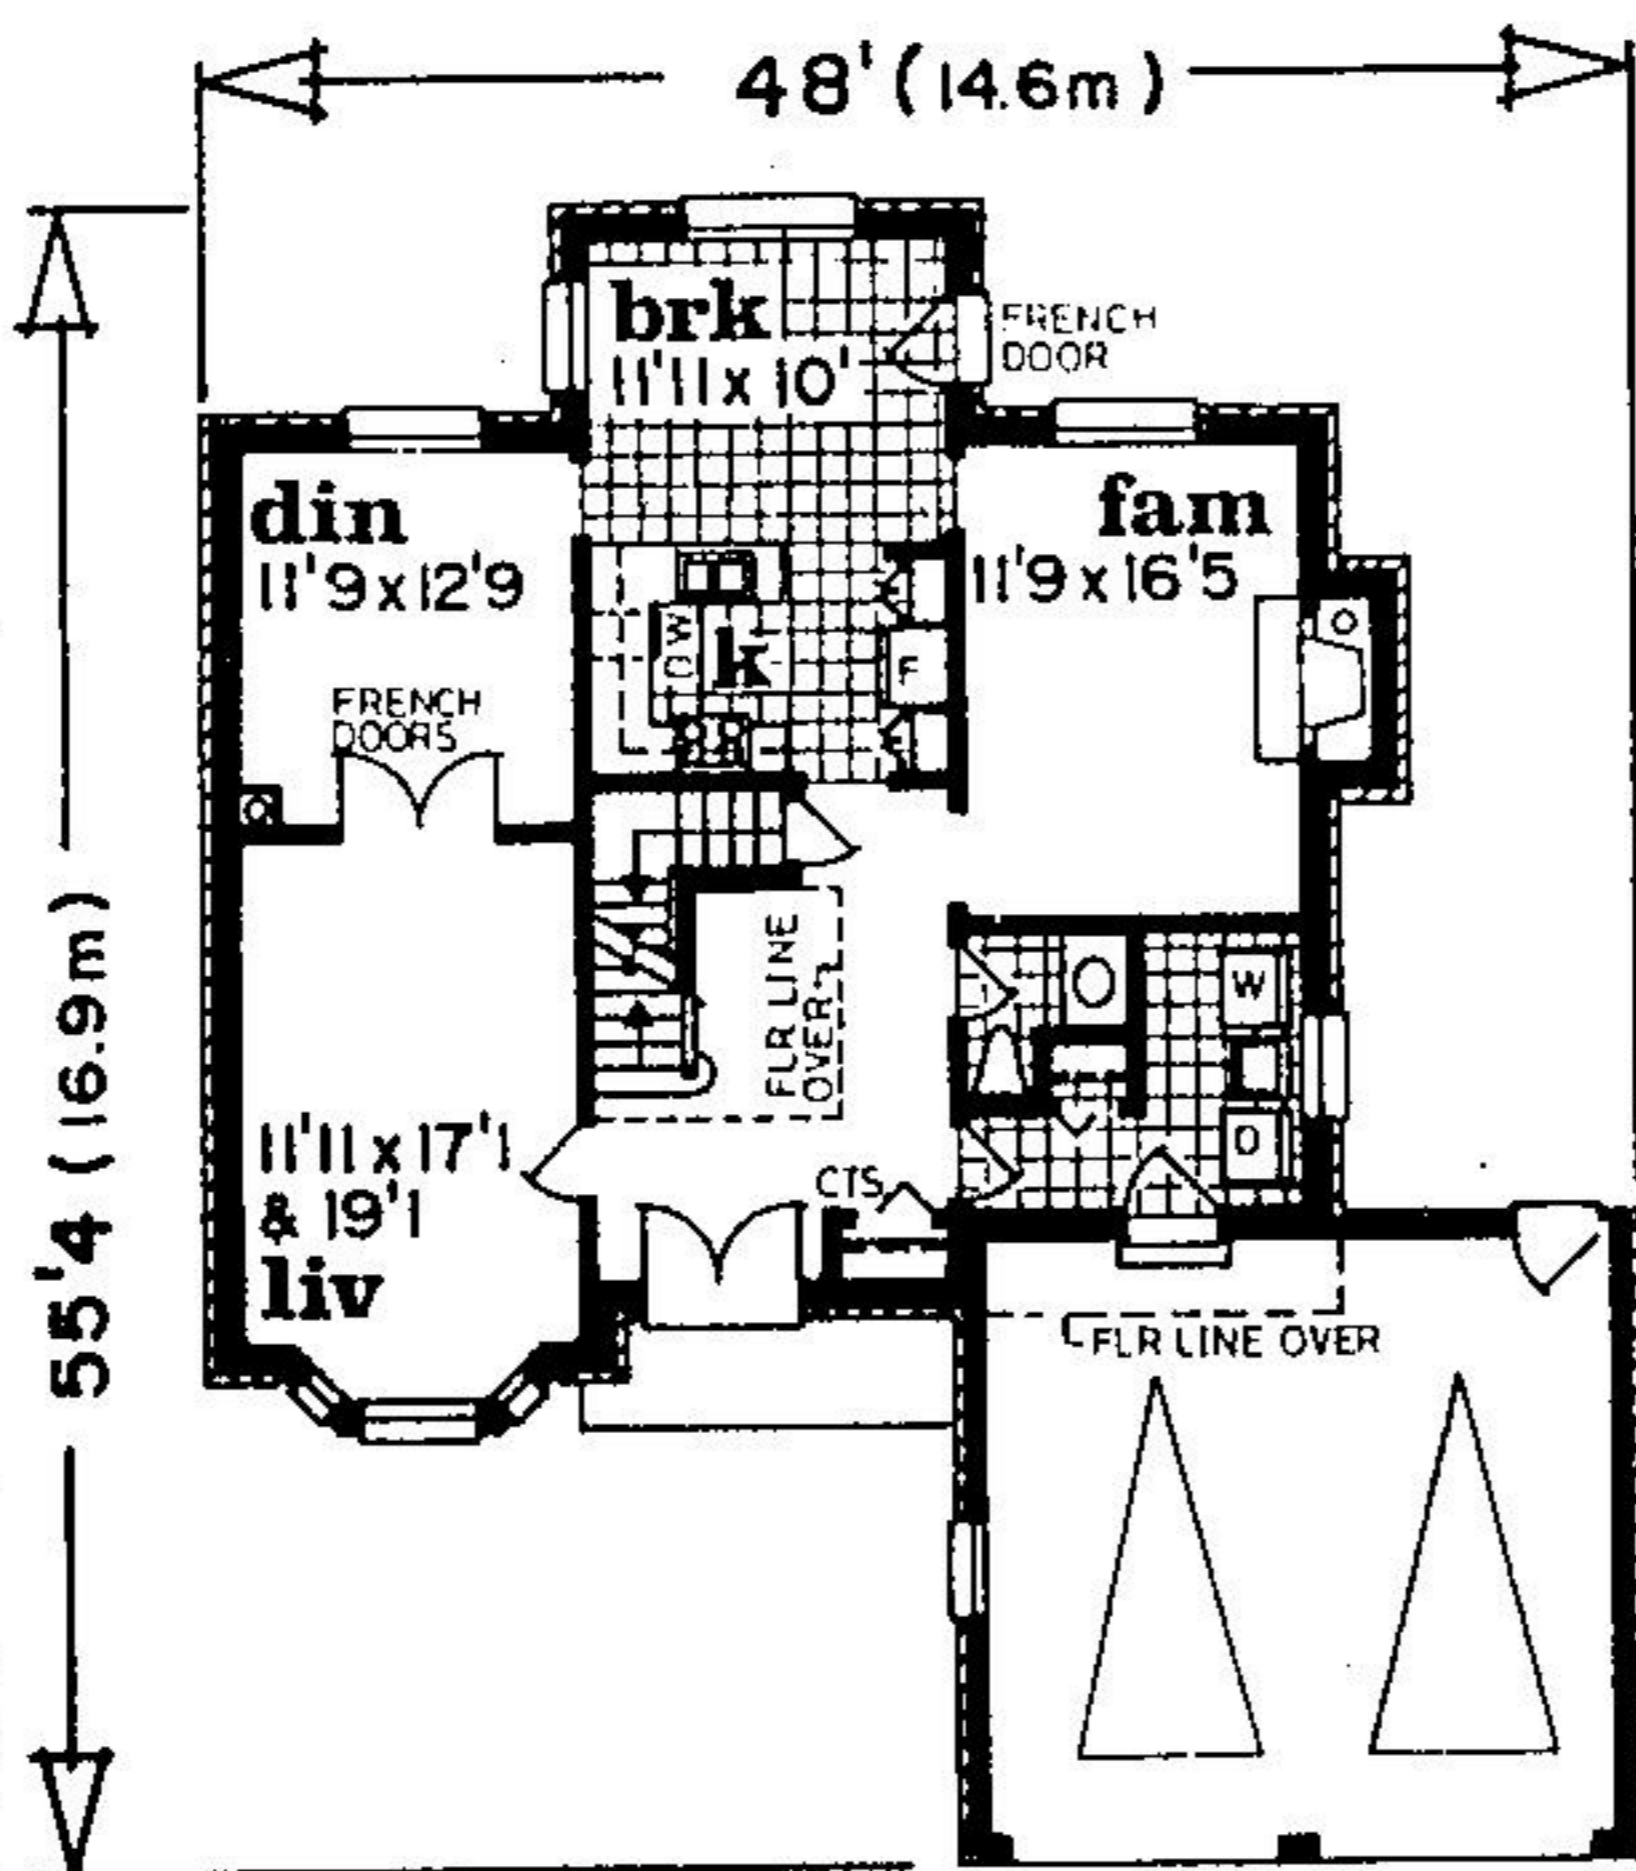 48' (14.6m)
55'4 (16.9m)
brk
11'11 x 10'
FRENCH
DOOR
din
11'9 x 12'9
fam
11'9 x 16'5
DW
k
F
FRENCH
DOORS
FLR LINE
OVER
W
D
11'11 x 17'1
& 19'1
liv
CTS
FLR LINE OVER